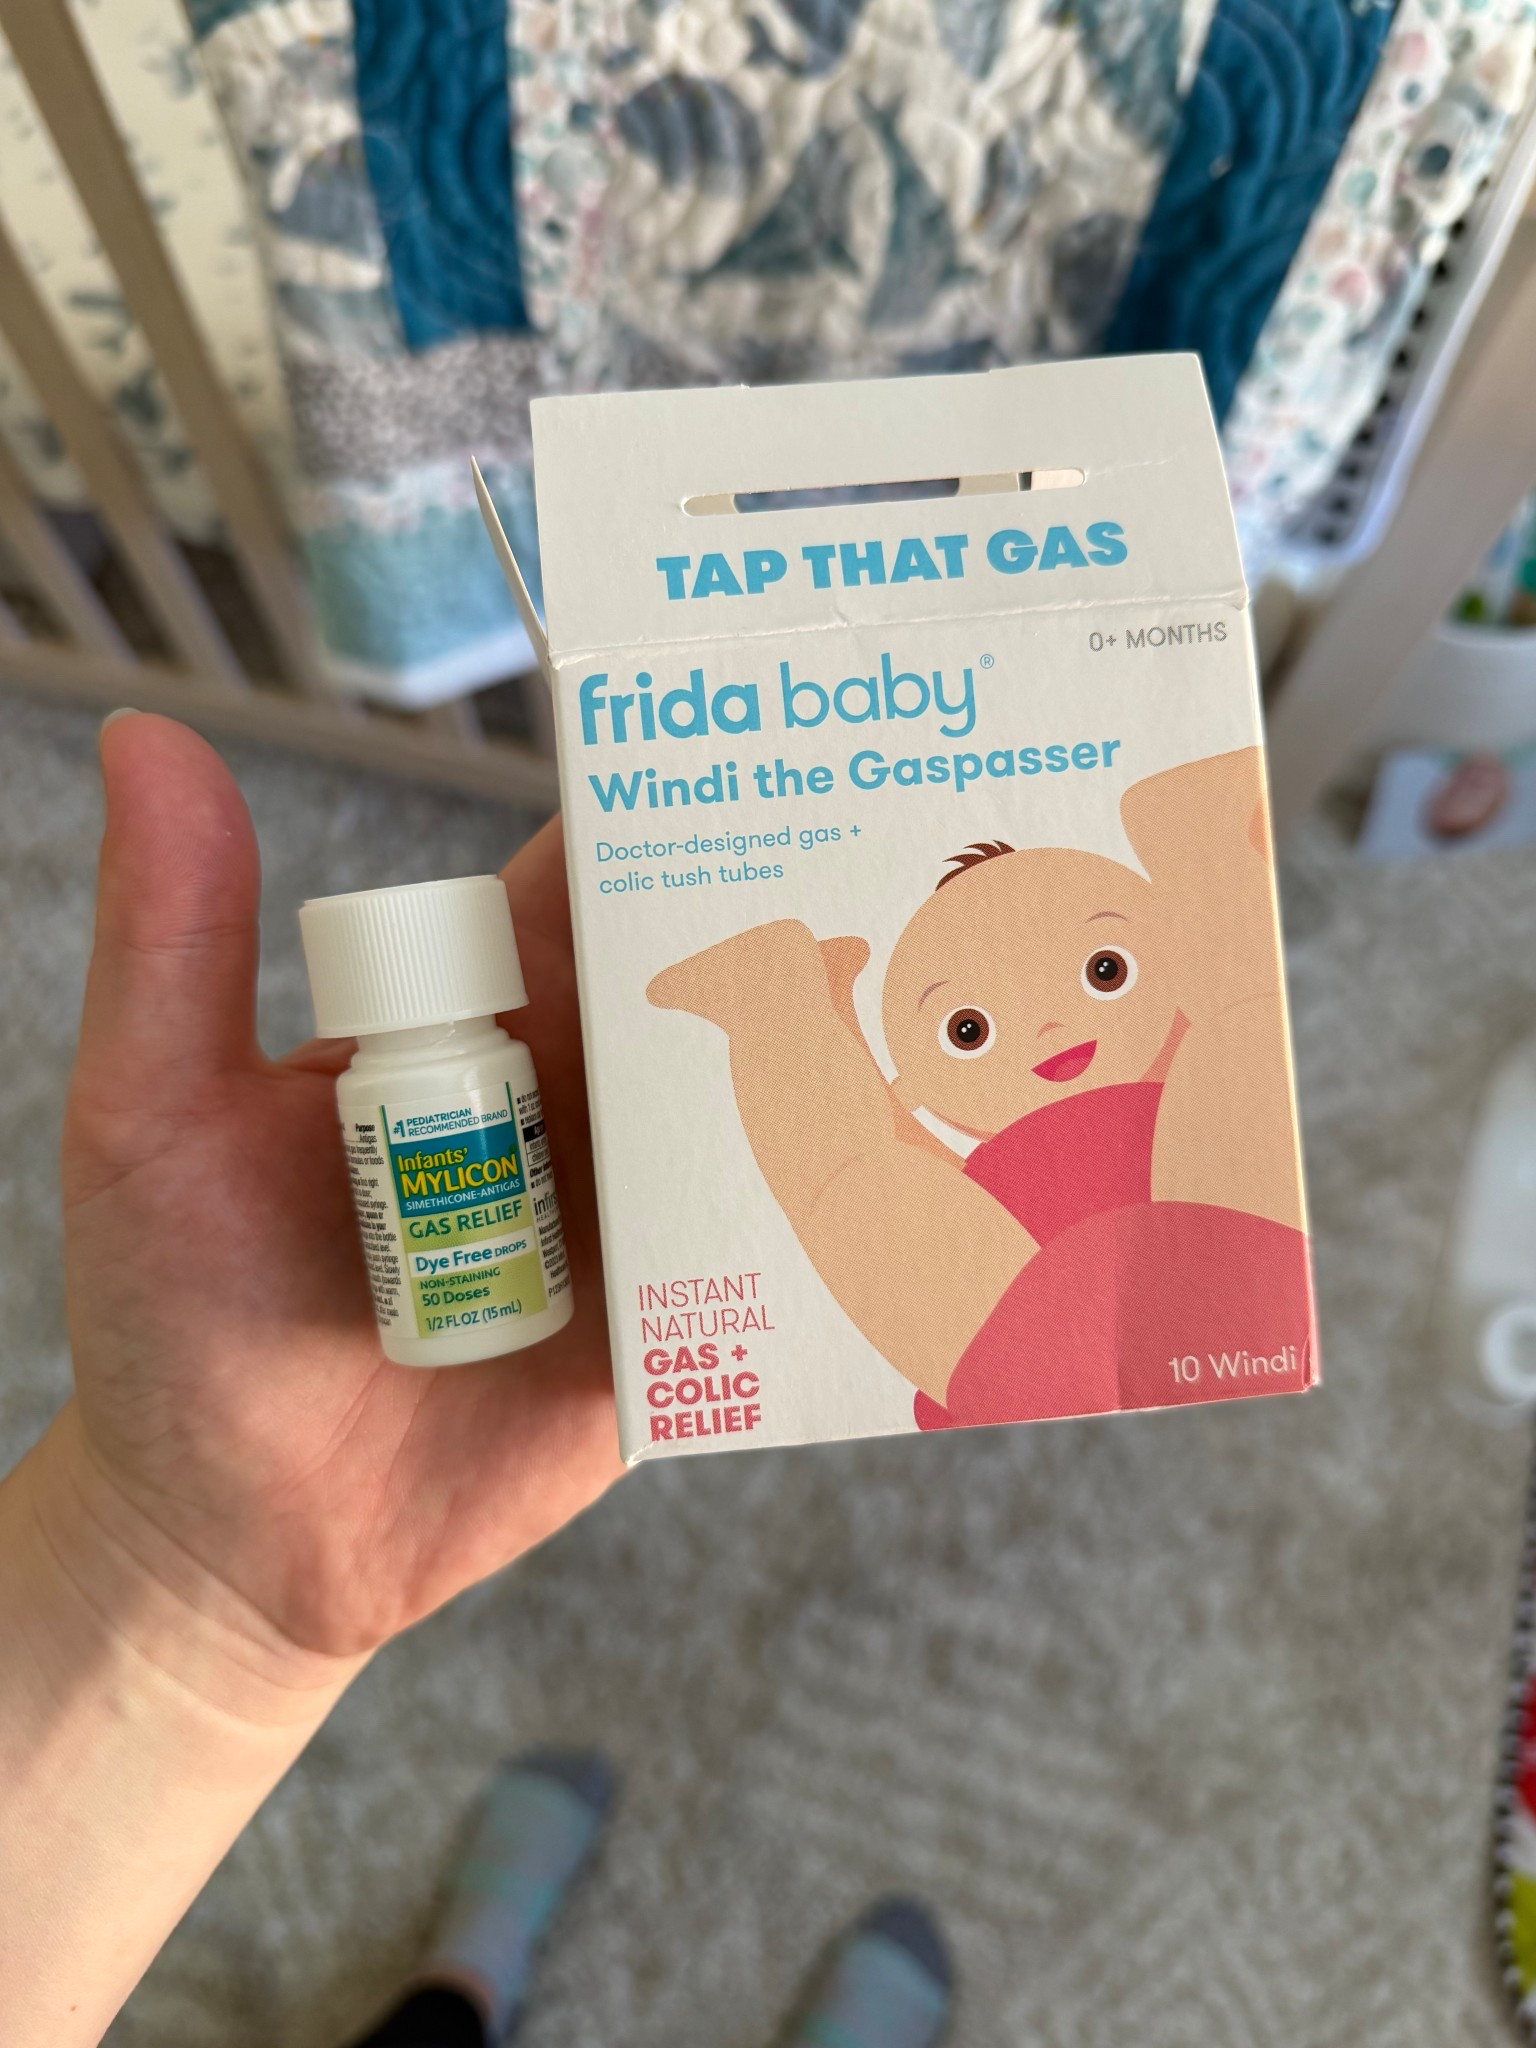 TAP THAT GAS
0+ MONTHS
frida baby®
Windi the Gaspasser
Doctor-designed gas +
colic tush tubes
INSTANT
NATURAL
GAS +
COLIC
RELIEF
10 Windi
#1 PEDIATRICIAN
RECOMMENDED BRAND
Infants'
MYLICON
SIMETHICONE-ANTIGAS
GAS RELIEF
Dye Free DROPS
NON-STAINING
50 Doses
1/2 FL OZ (15 mL)
Purpose
Antigas